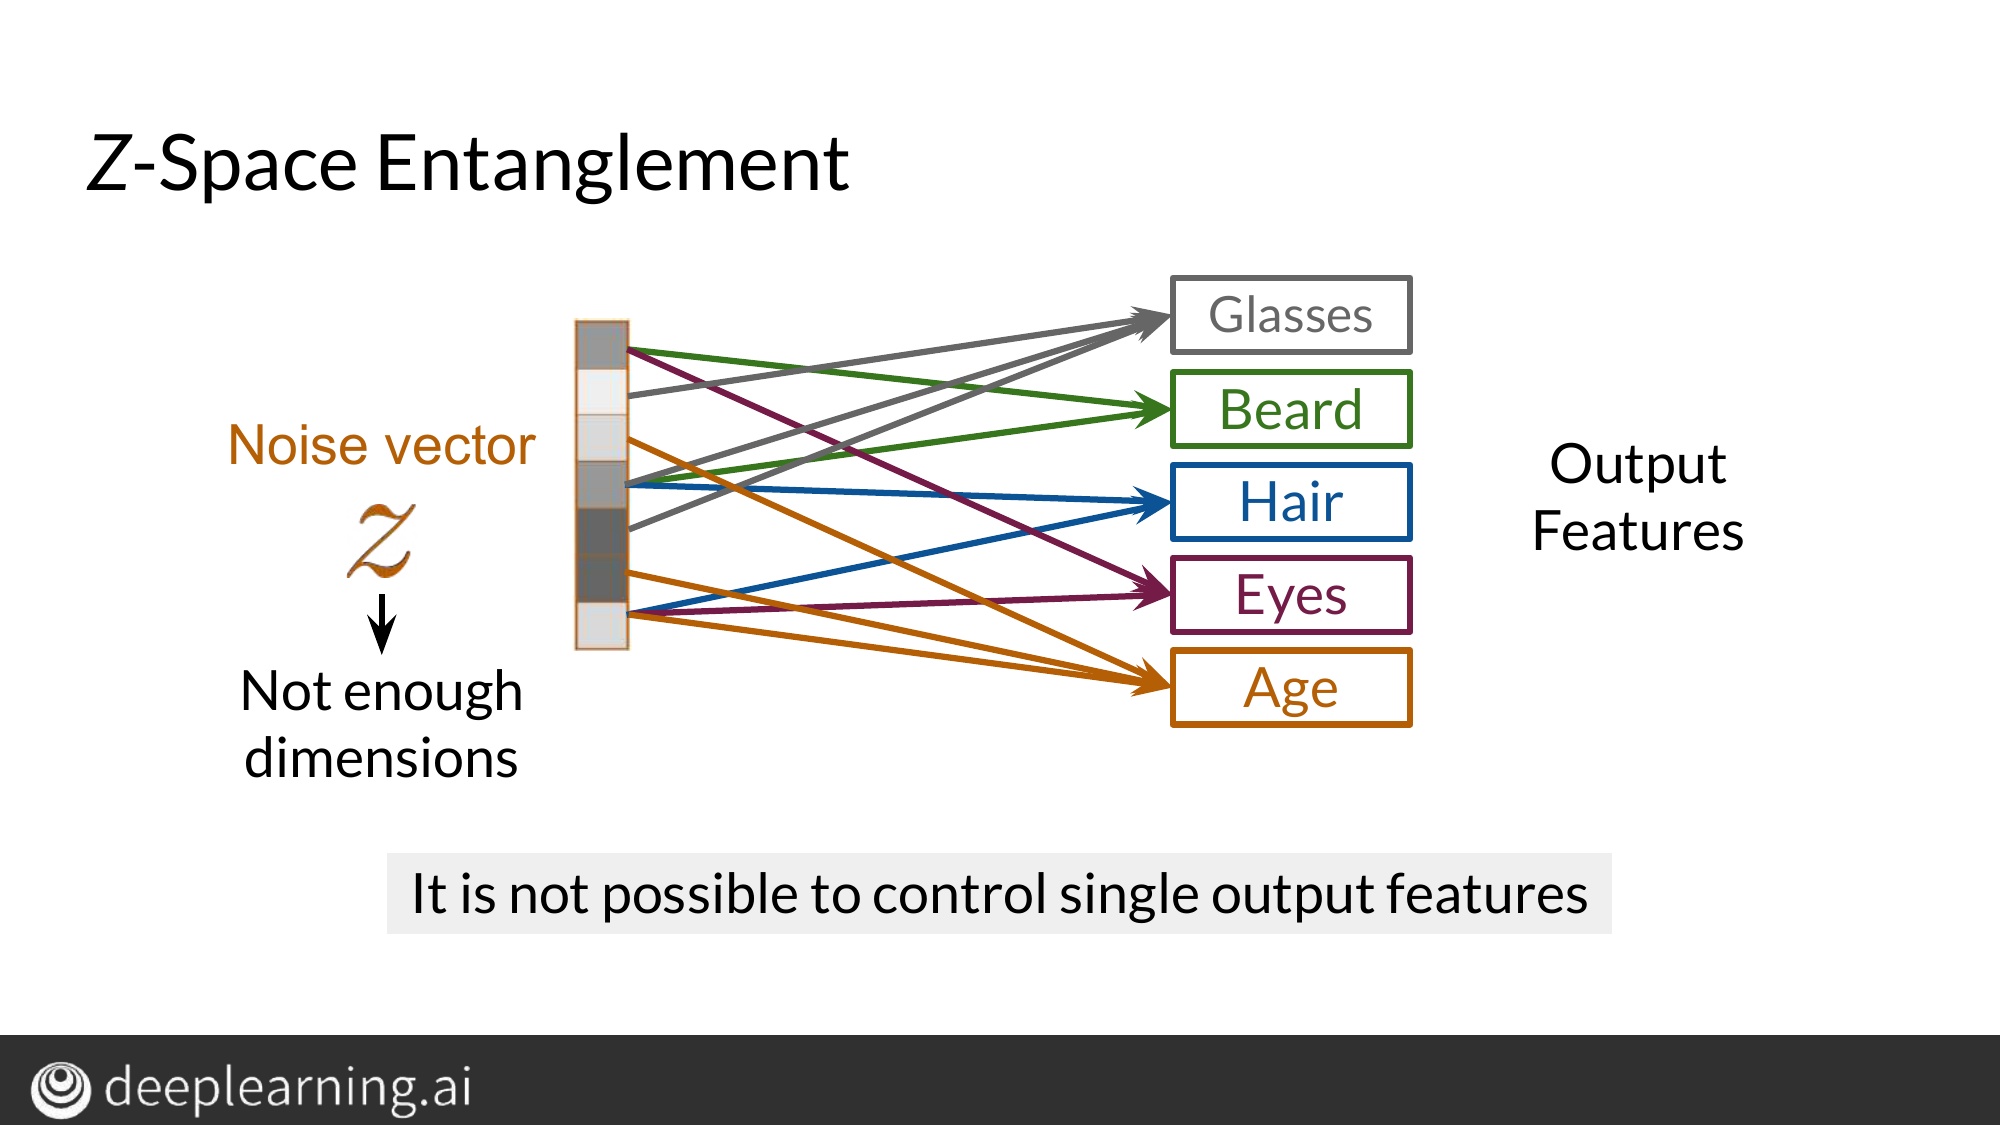 Z-Space Entanglement
Glasses
Beard
Hair
Eyes
Age
Noise vector
z
Not enough
dimensions
Output
Features
It is not possible to control single output features
deeplearning.ai